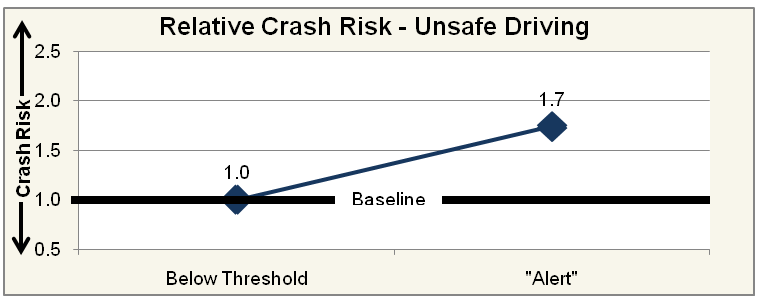 Relative Crash Risk - Unsafe Driving
Crash Risk
2.5
2.0
1.5
1.0
0.5
1.0
1.7
Baseline
Below Threshold
"Alert"